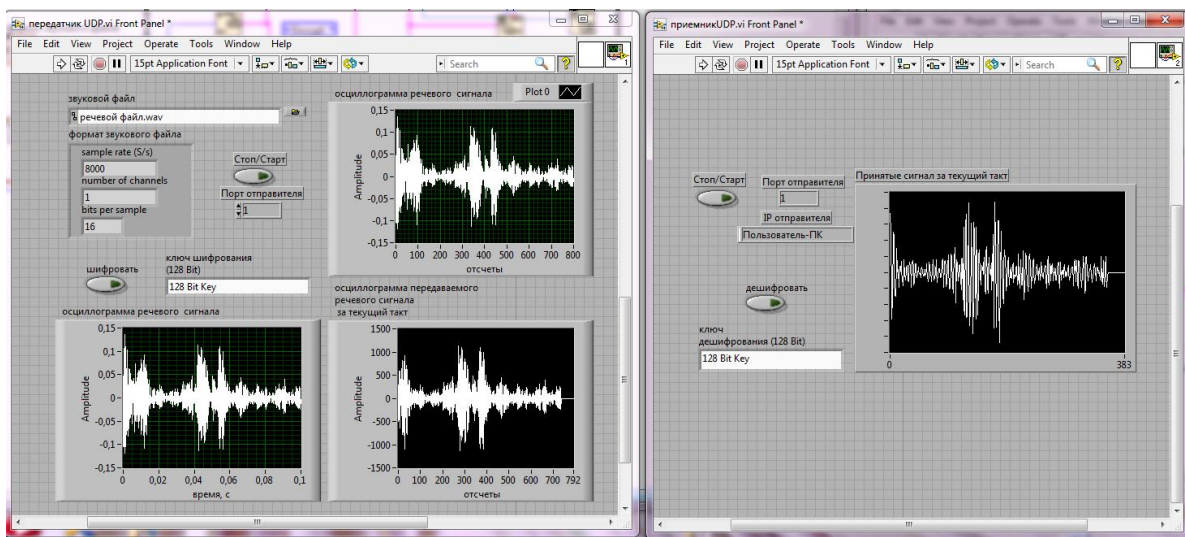 передатчик UDP.vi Front Panel *
File Edit View Project Operate Tools Window Help
15pt Application Font
Search
1
звуковой файл
речевой файл.wav
формат звукового файла
sample rate (S/s)
8000
number of channels
1
bits per sample
16
Стоп/Старт
Порт отправителя
1
шифровать
ключ шифрования
(128 Bit)
128 Bit Key
осциллограмма речевого сигнала
Plot 0
0,15
0,1
0,05
0
-0,05
-0,1
-0,15
Amplitude
0 100 200 300 400 500 600 700 800
отсчеты
осциллограмма речевого сигнала
0,15
0,1
0,05
0
-0,05
-0,1
-0,15
Amplitude
0 0,02 0,04 0,06 0,08 0,1
время, с
осциллограмма передаваемого
речевого сигнала
за текущий такт
1500
1000
500
0
-500
-1000
-1500
Amplitude
0 100 200 300 400 500 600 700 792
отсчеты
приемникUDP.vi Front Panel *
File Edit View Project Operate Tools Window Help
15pt Application Font
Search
2
Стоп/Старт
Порт отправителя
1
IP отправителя
Пользователь-ПК
дешифровать
ключ
дешифрования (128 Bit)
128 Bit Key
Принятые сигнал за текущий такт
0 383